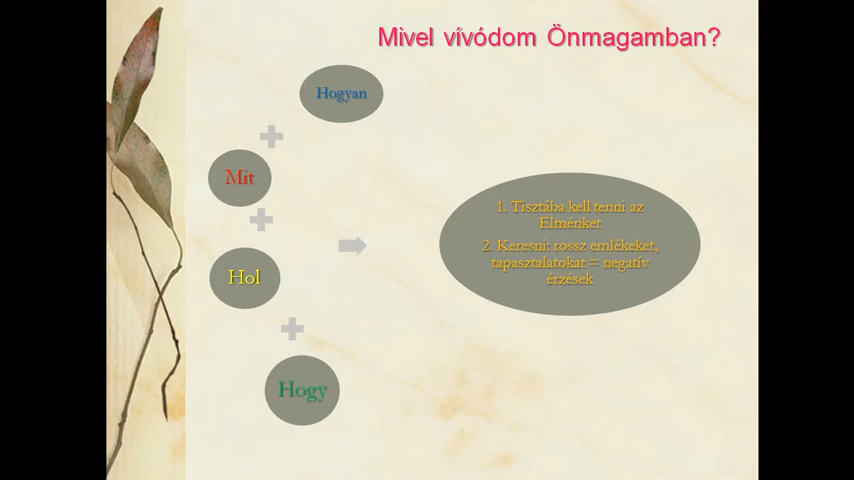 Mivel vívódom Önmagamban?
Hogyan
Mit
Hol
Hogy
1. Tisztába kell tenni az
Elménket
2. Keresni: rossz emlékeket,
tapasztalatokat = negatív
érzések